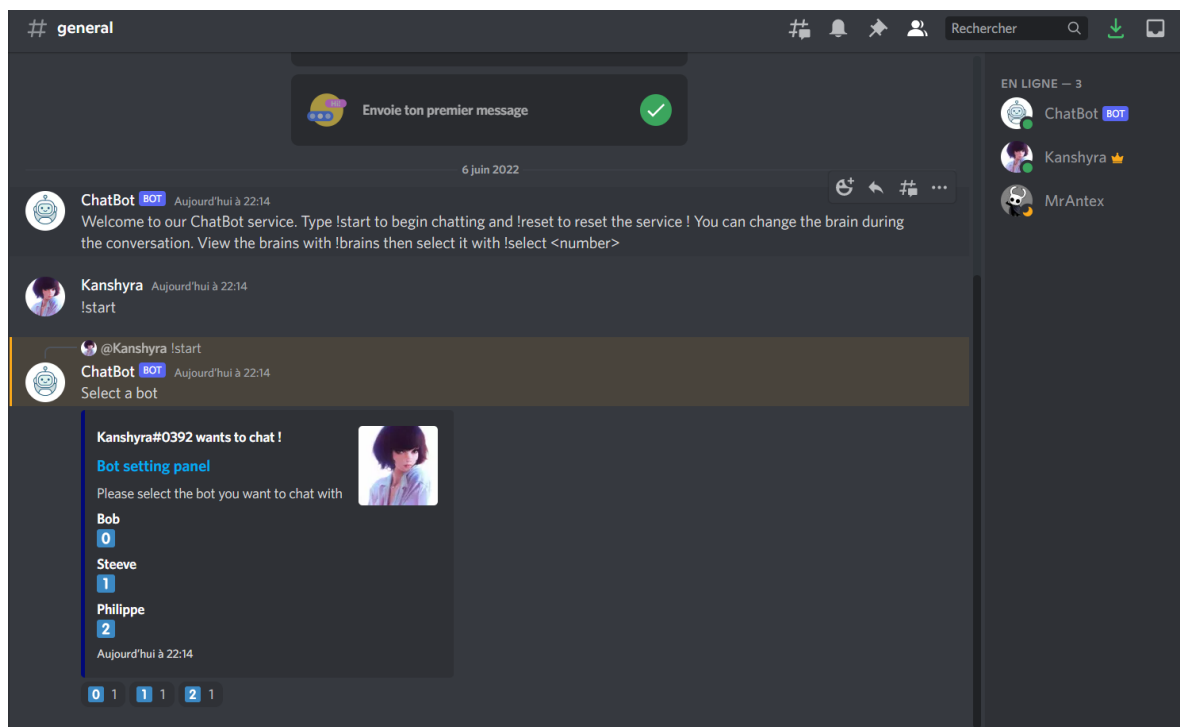 general
Rechercher
Envoie ton premier message
6 juin 2022
ChatBot BOT Aujourd'hui à 22:14
Welcome to our ChatBot service. Type !start to begin chatting and !reset to reset the service ! You can change the brain during
the conversation. View the brains with !brains then select it with !select <number>
Kanshyra Aujourd'hui à 22:14
!start
@Kanshyra !start
ChatBot BOT Aujourd'hui à 22:14
Select a bot
Kanshyra#0392 wants to chat !
Bot setting panel
Please select the bot you want to chat with
Bob
0
Steeve
1
Philippe
2
Aujourd'hui à 22:14
0 1 1 1 2 1
EN LIGNE — 3
ChatBot BOT
Kanshyra
MrAntex